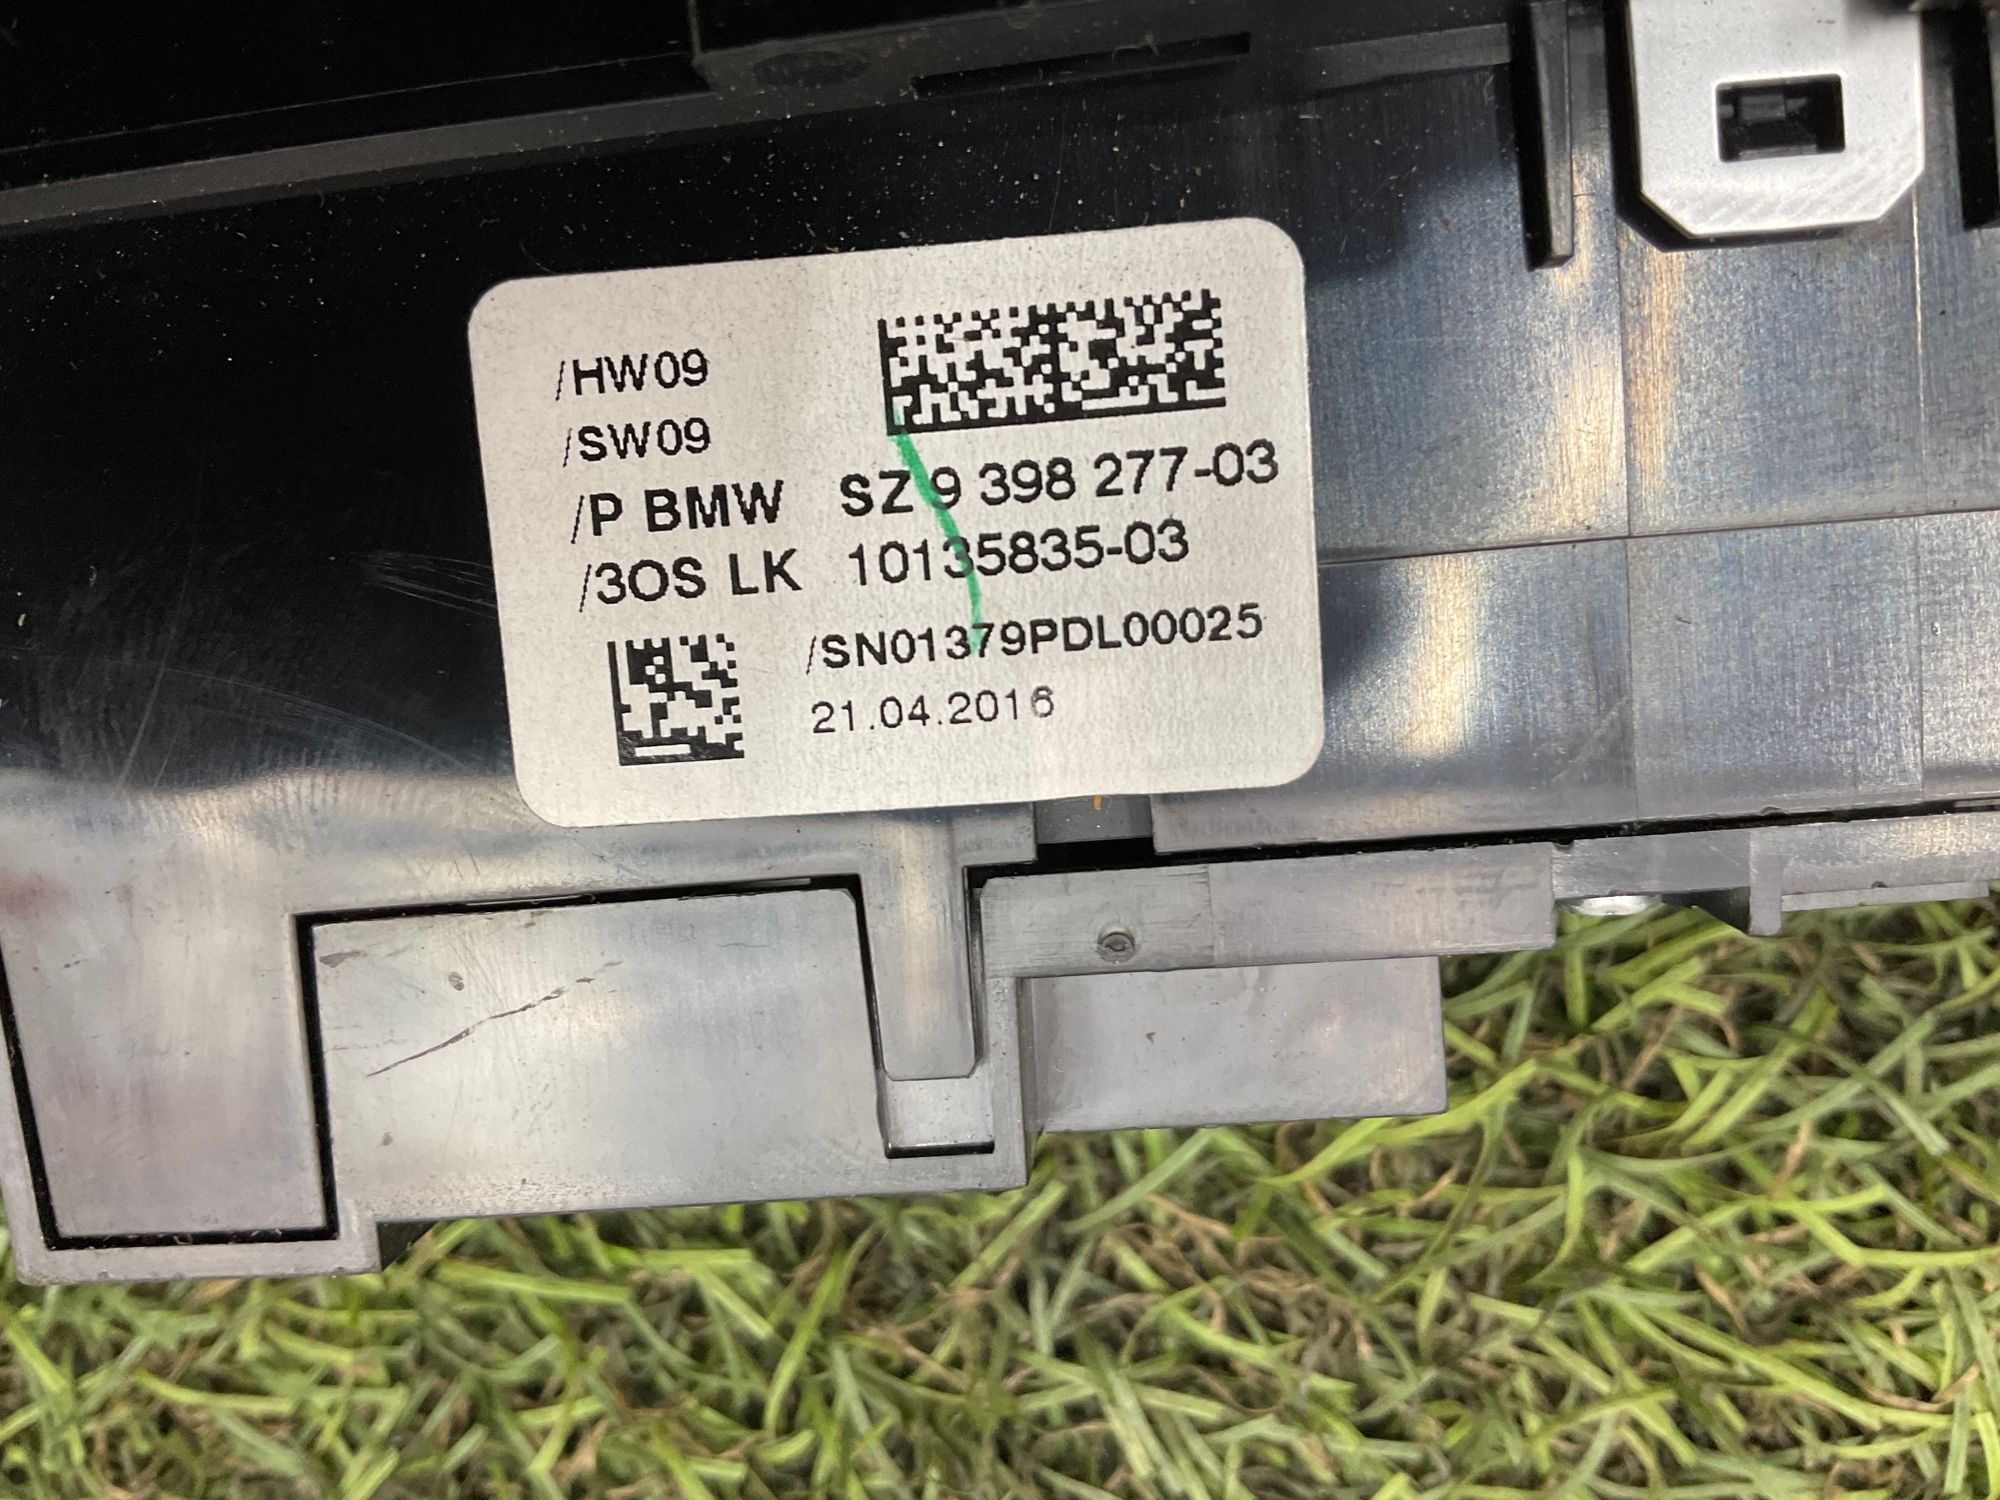 /HW09
/SW09
/P BMW SZ 9 398 277-03
/3OS LK 10135835-03
/SN01379PDL00025
21.04.2016